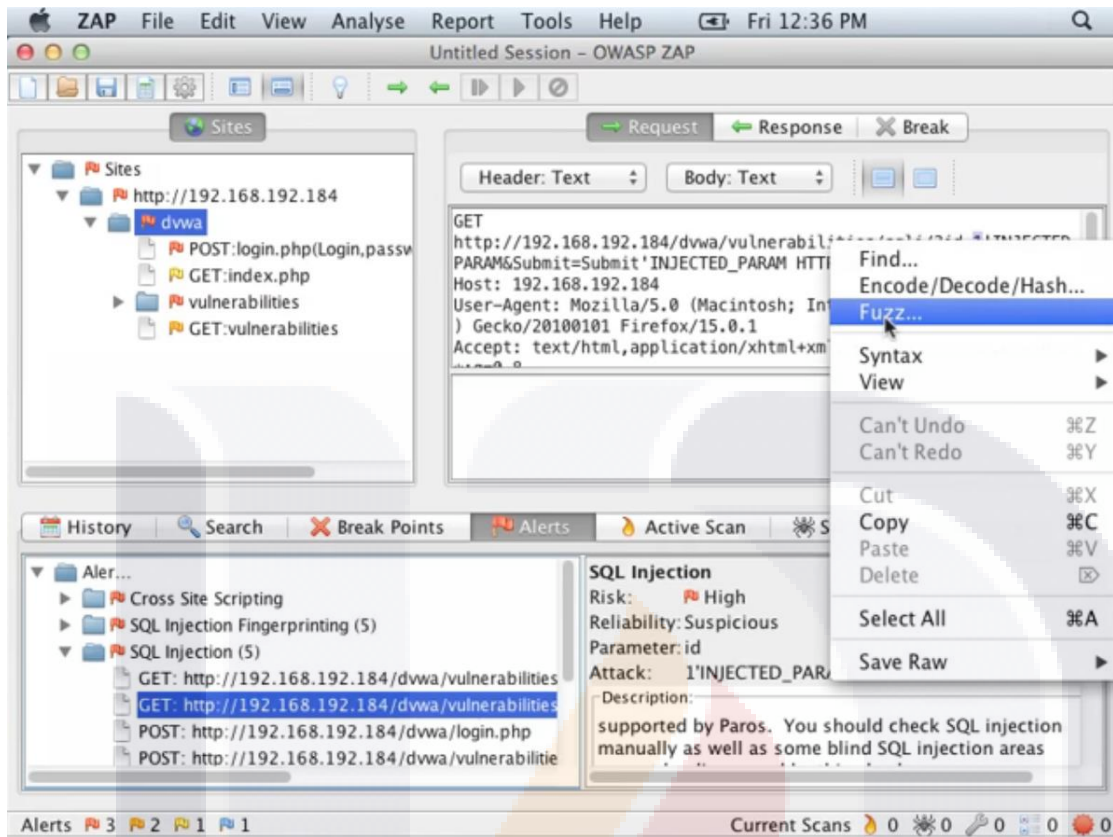 ZAP File Edit View Analyse Report Tools Help Fri 12:36 PM
Untitled Session – OWASP ZAP
Sites
Request Response Break
Sites
http://192.168.192.184
dvwa
POST:login.php(Login,passw
GET:index.php
vulnerabilities
GET:vulnerabilities
Header: Text Body: Text
GET
http://192.168.192.184/dvwa/vulnerabilities/sqli/?id
PARAM&Submit=Submit'INJECTED_PARAM HTT
Host: 192.168.192.184
User-Agent: Mozilla/5.0 (Macintosh; Int
) Gecko/20100101 Firefox/15.0.1
Accept: text/html,application/xhtml+xm
Find...
Encode/Decode/Hash...
Fuzz...
Syntax
View
Can't Undo ⌘Z
Can't Redo ⌘Y
Cut ⌘X
Copy ⌘C
Paste ⌘V
Delete ⌦
Select All ⌘A
Save Raw
History Search Break Points Alerts Active Scan S
Aler...
Cross Site Scripting
SQL Injection Fingerprinting (5)
SQL Injection (5)
GET: http://192.168.192.184/dvwa/vulnerabilities
GET: http://192.168.192.184/dvwa/vulnerabilities
POST: http://192.168.192.184/dvwa/login.php
POST: http://192.168.192.184/dvwa/vulnerabilitie
SQL Injection
Risk: High
Reliability: Suspicious
Parameter: id
Attack: 1'INJECTED_PARA
Description:
supported by Paros. You should check SQL injection
manually as well as some blind SQL injection areas
Alerts 3 2 1 1 Current Scans 0 0 0 0 0